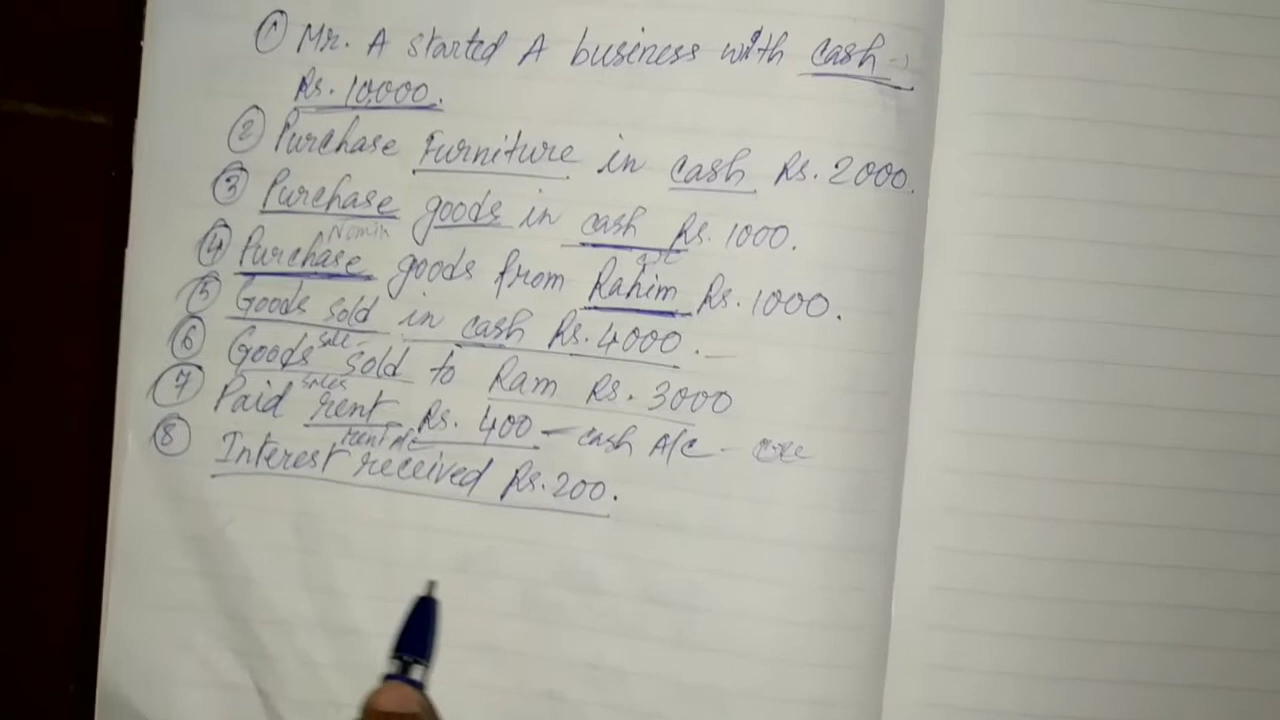 ① Mr. A started A business with cash
Rs. 10,000.
② Purchase Furniture in cash Rs. 2000.
③ Purchase goods in cash Rs. 1000.
④ Purchase goods from Rahim Rs. 1000.
⑤ Goods sold in cash Rs. 4000.
⑥ Goods sold to Ram Rs. 3000
sales
⑦ Paid rent Rs. 400 - cash A/c -
rent A/c
⑧ Interest received Rs. 200.